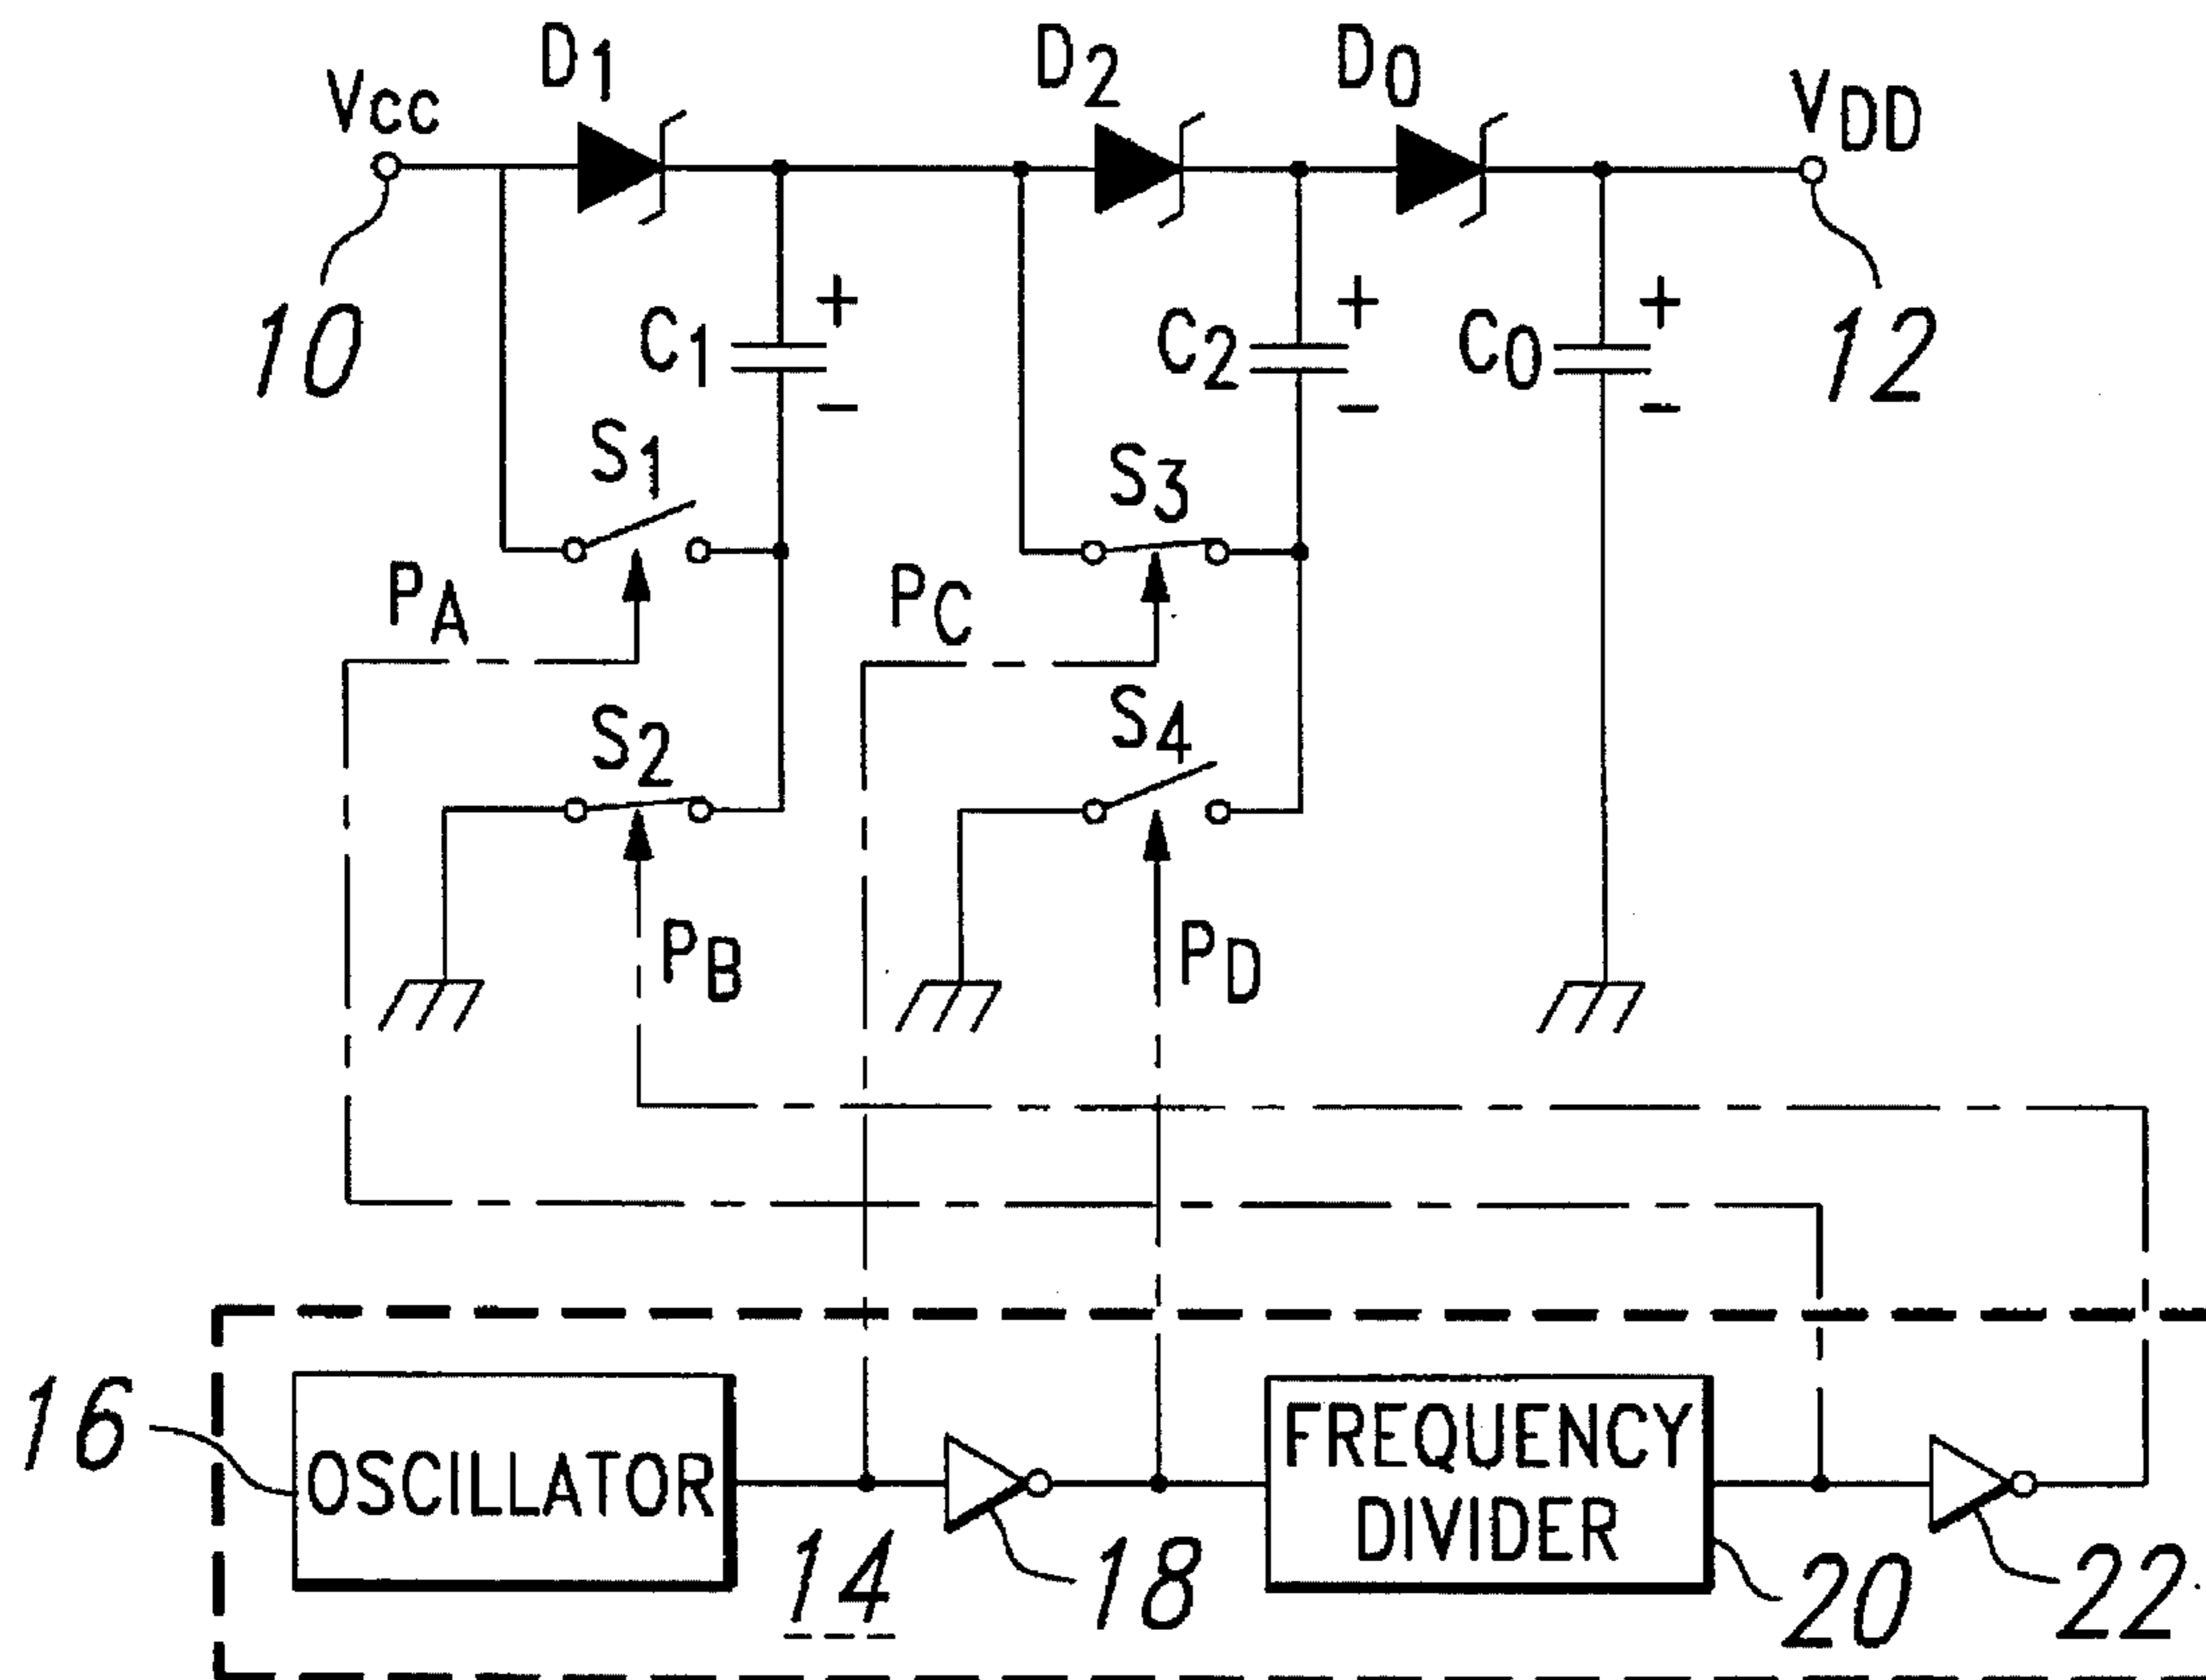 D1 D2 D0
VCC VDD
10 C1 + - C2 + - C0 + - 12
S1 S3
PA PC
S2 S4
PB PD
16 OSCILLATOR FREQUENCY
DIVIDER
14 18 20 22